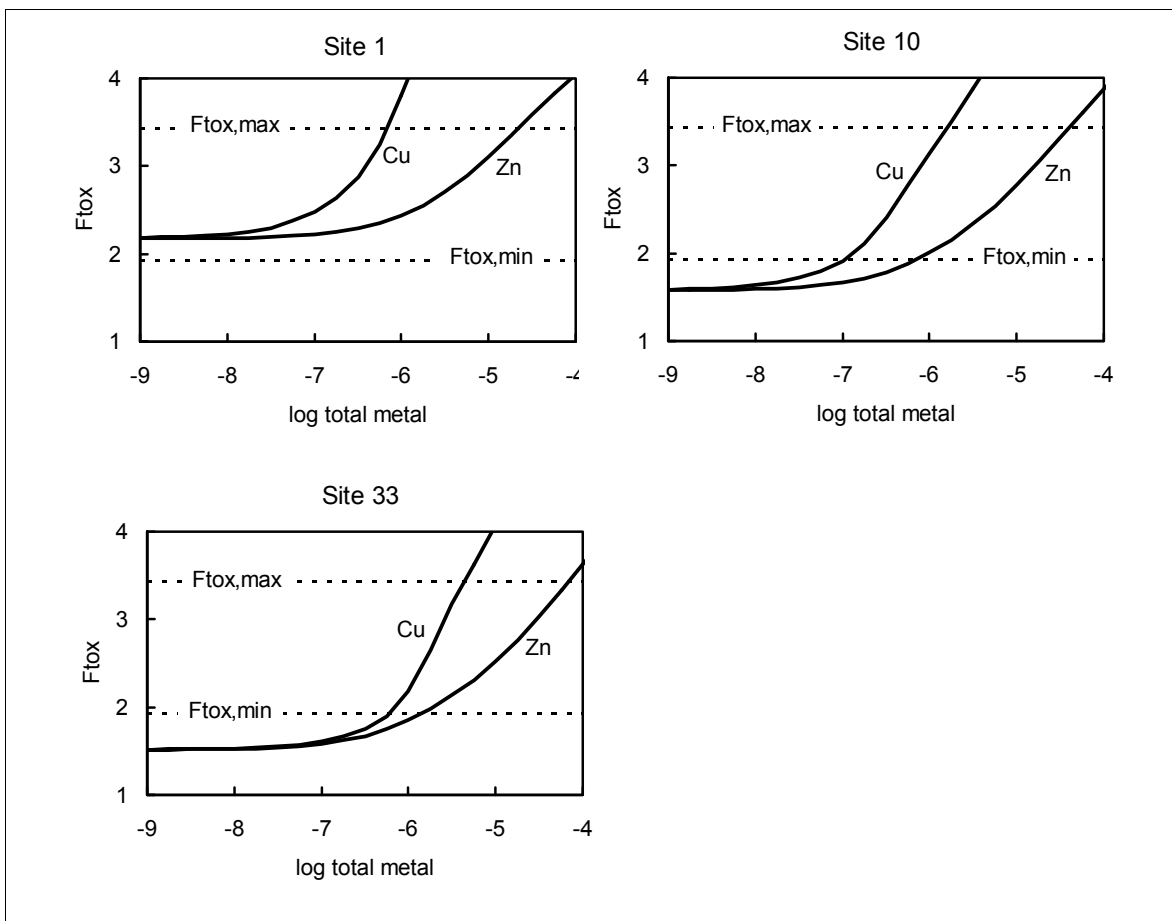 Site 1
4
Ftox,max
3
Cu
Zn
Ftox
2
Ftox,min
1
-9 -8 -7 -6 -5 -4
log total metal
Site 10
4
Ftox,max
3
Cu
Zn
Ftox
2
Ftox,min
1
-9 -8 -7 -6 -5 -4
log total metal
Site 33
4
Ftox,max
3
Cu
Zn
Ftox
2
Ftox,min
1
-9 -8 -7 -6 -5 -4
log total metal